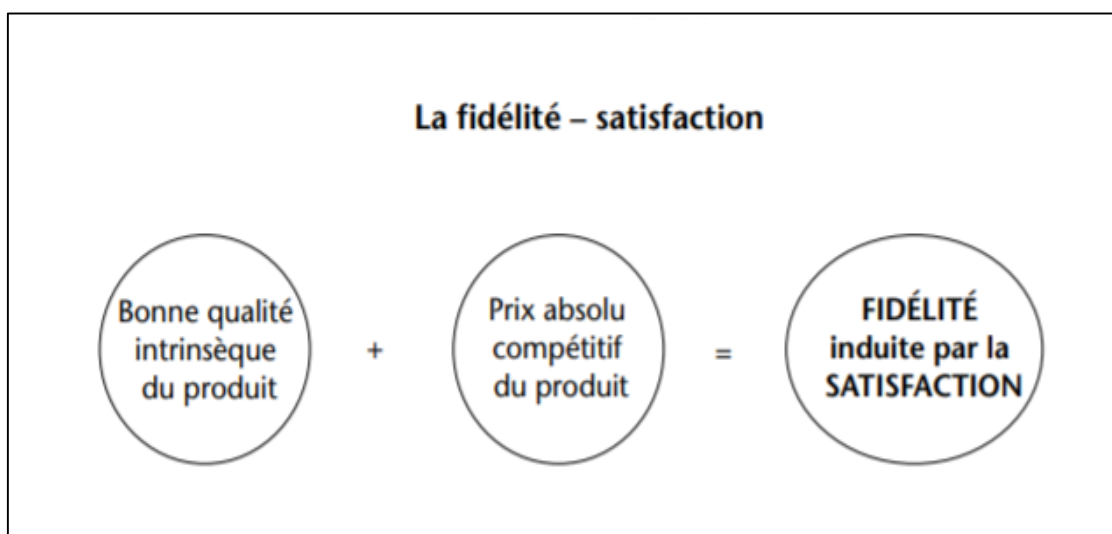 La fidélité – satisfaction
Bonne qualité
intrinsèque
du produit
+
Prix absolu
compétitif
du produit
=
FIDÉLITÉ
induite par la
SATISFACTION